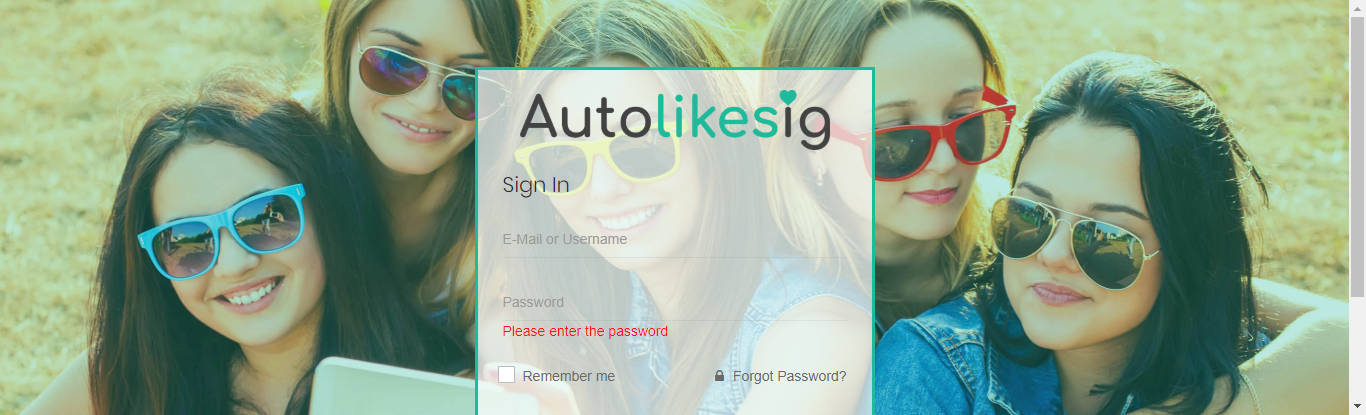 Autolikesig
Sign In
E-Mail or Username
Password
Please enter the password
Remember me
Forgot Password?